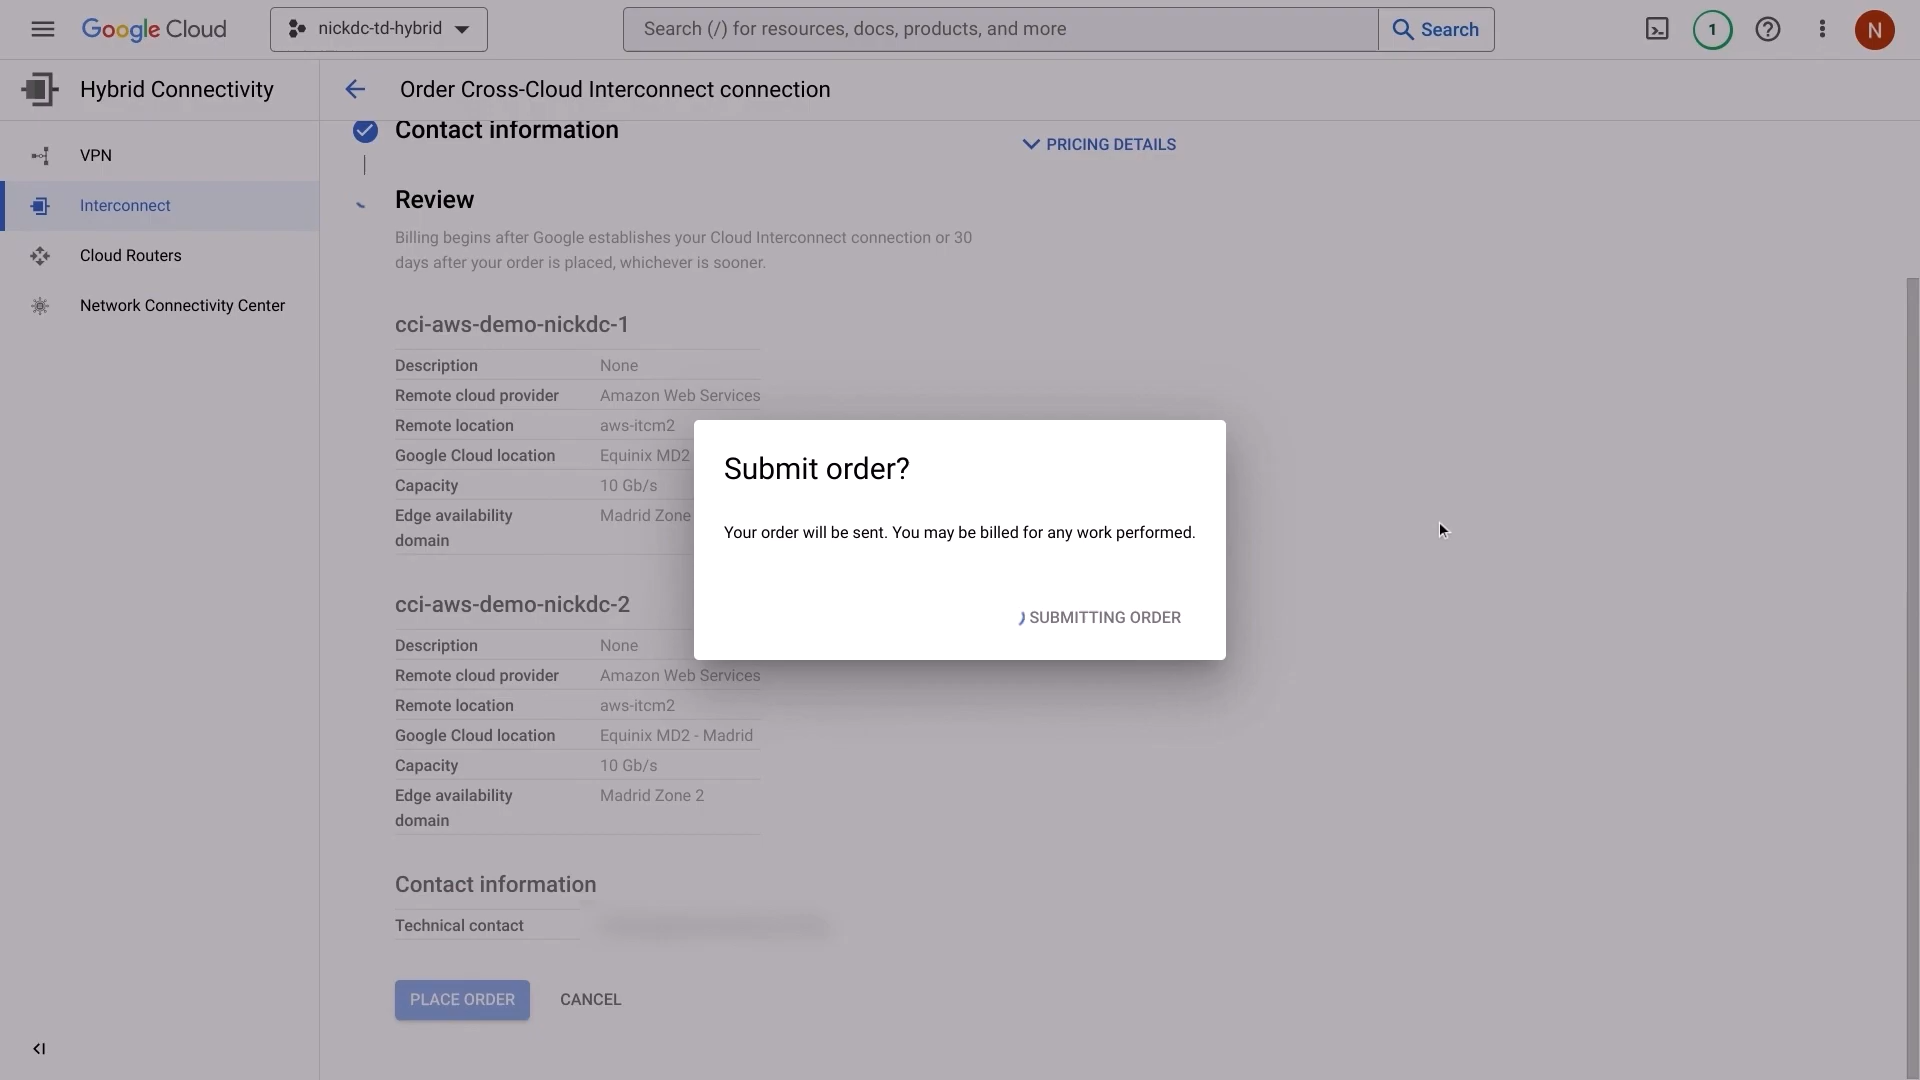 Google Cloud
nickdc-td-hybrid
Search (/) for resources, docs, products, and more
Search
1
N
Hybrid Connectivity
Order Cross-Cloud Interconnect connection
VPN
Interconnect
Cloud Routers
Network Connectivity Center
Contact information
PRICING DETAILS
Review
Billing begins after Google establishes your Cloud Interconnect connection or 30
days after your order is placed, whichever is sooner.
cci-aws-demo-nickdc-1
Description None
Remote cloud provider Amazon Web Services
Remote location aws-itcm2
Google Cloud location Equinix MD2
Capacity 10 Gb/s
Edge availability Madrid Zone
domain
Submit order?
Your order will be sent. You may be billed for any work performed.
SUBMITTING ORDER
cci-aws-demo-nickdc-2
Description None
Remote cloud provider Amazon Web Services
Remote location aws-itcm2
Google Cloud location Equinix MD2 - Madrid
Capacity 10 Gb/s
Edge availability Madrid Zone 2
domain
Contact information
Technical contact
PLACE ORDER
CANCEL